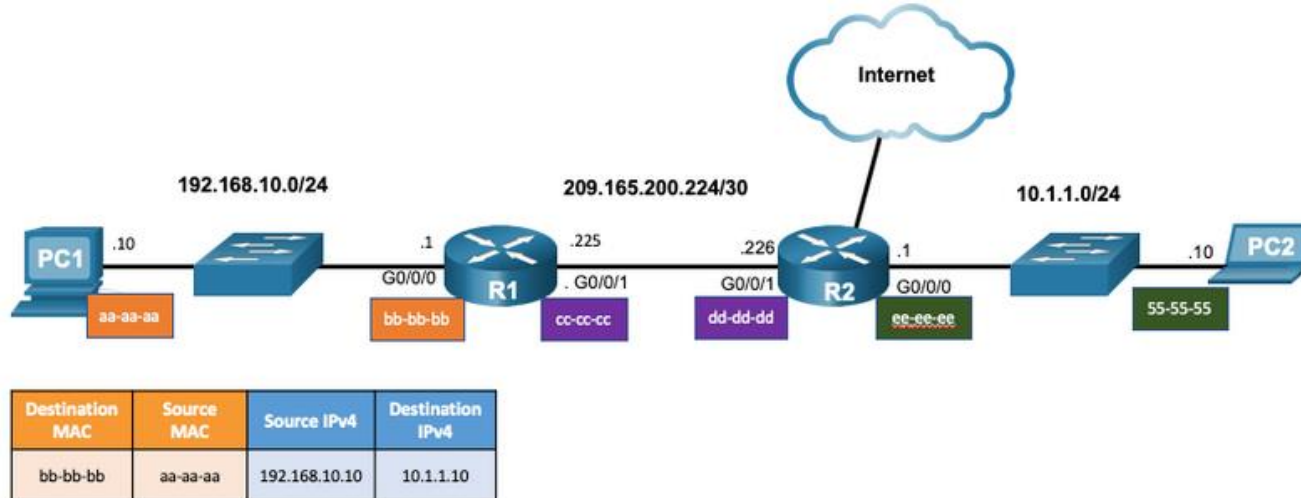 Internet
192.168.10.0/24
209.165.200.224/30
10.1.1.0/24
PC1
.10
.1
G0/0/0
R1
.225
. G0/0/1
.226
G0/0/1
R2
.1
G0/0/0
.10
PC2
aa-aa-aa
bb-bb-bb
cc-cc-cc
dd-dd-dd
ee-ee-ee
55-55-55
Destination MAC
Source MAC
Source IPv4
Destination IPv4
bb-bb-bb
aa-aa-aa
192.168.10.10
10.1.1.10